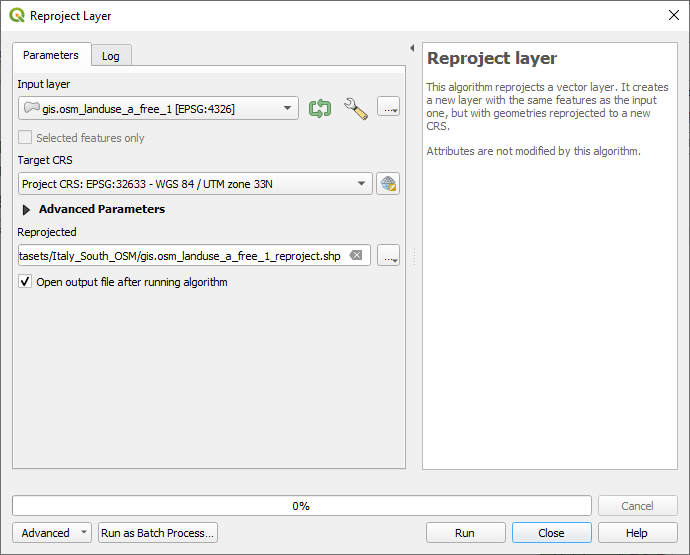 Reproject Layer
Parameters
Log
Input layer
gis.osm_landuse_a_free_1 [EPSG:4326]
...
Selected features only
Target CRS
Project CRS: EPSG:32633 - WGS 84 / UTM zone 33N
Advanced Parameters
Reprojected
tasets/Italy_South_OSM/gis.osm_landuse_a_free_1_reproject.shp
...
Open output file after running algorithm
Reproject layer
This algorithm reprojects a vector layer. It creates
a new layer with the same features as the input
one, but with geometries reprojected to a new
CRS.
Attributes are not modified by this algorithm.
0%
Cancel
Advanced
Run as Batch Process...
Run
Close
Help